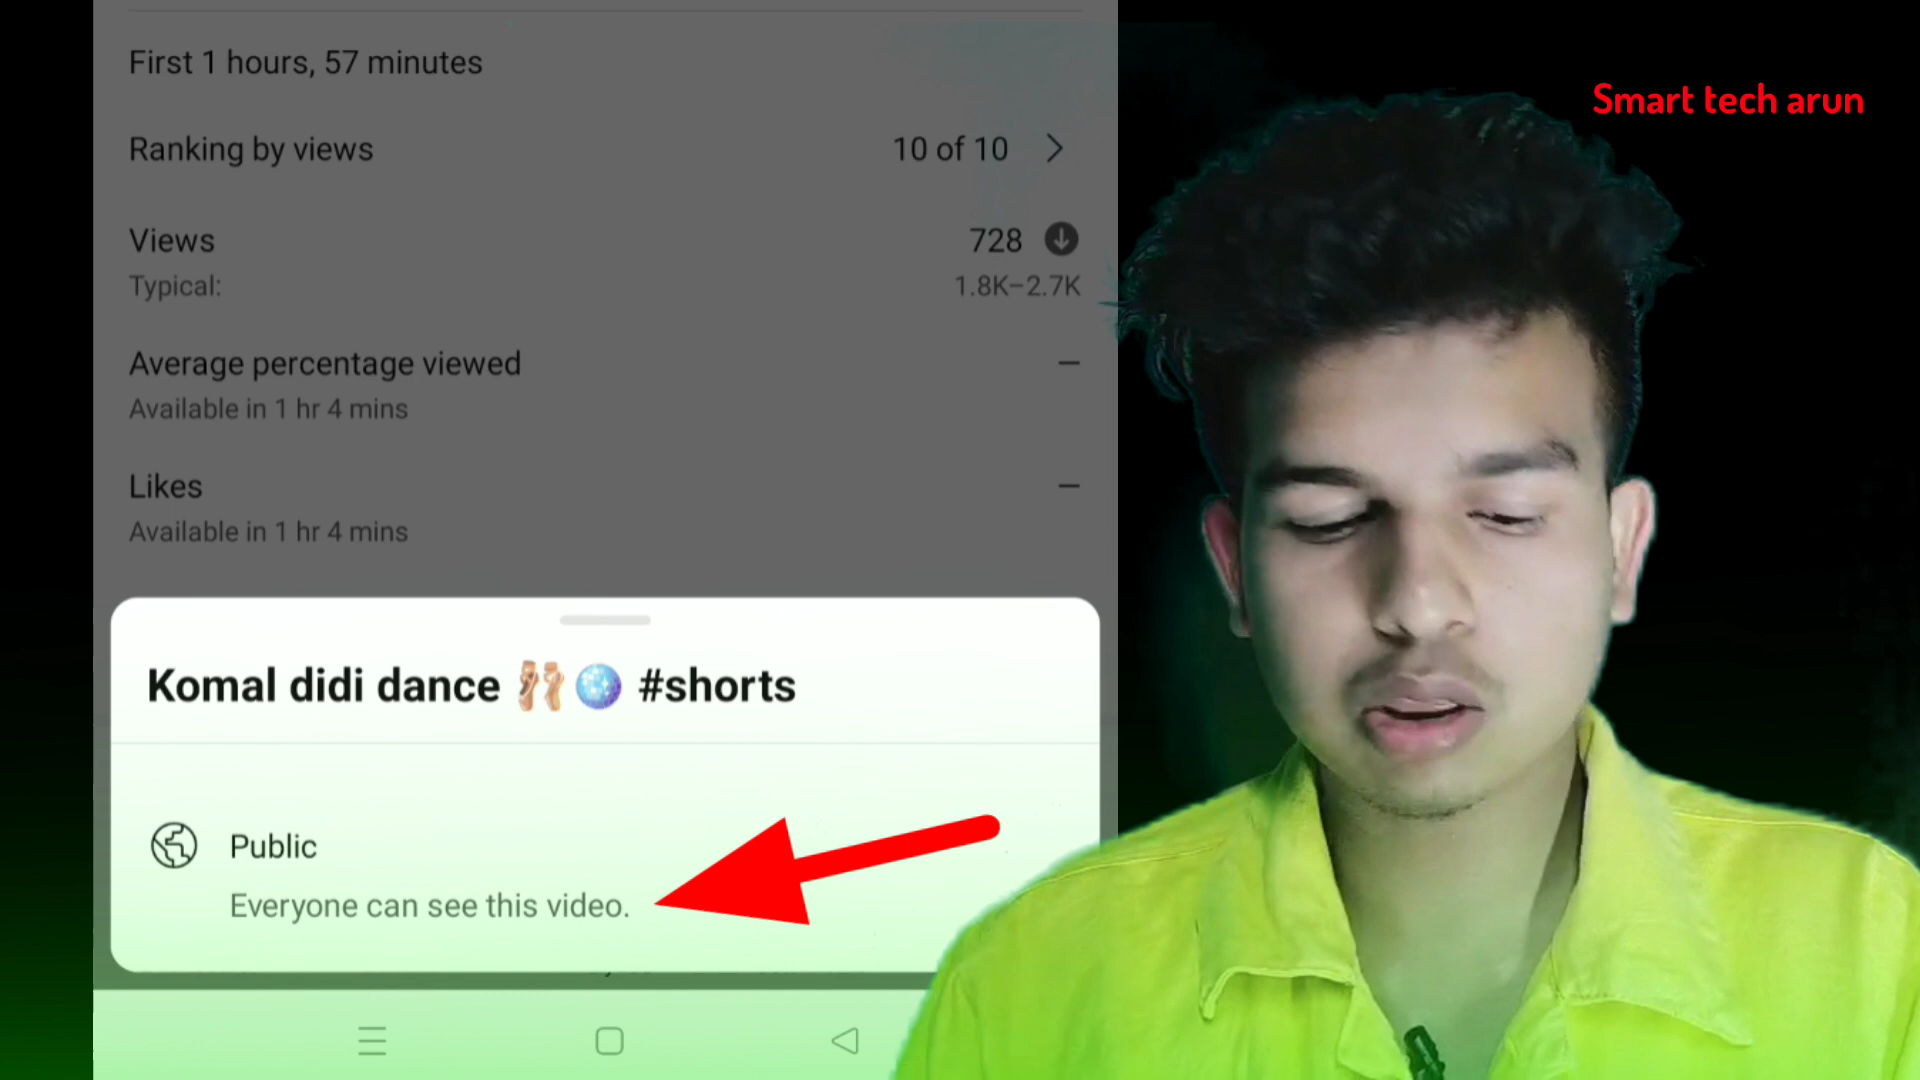 First 1 hours, 57 minutes
Smart tech arun
Ranking by views 10 of 10
Views 728
Typical: 1.8K–2.7K
Average percentage viewed –
Available in 1 hr 4 mins
Likes –
Available in 1 hr 4 mins
Komal didi dance 🩰🪩 #shorts
Public
Everyone can see this video.